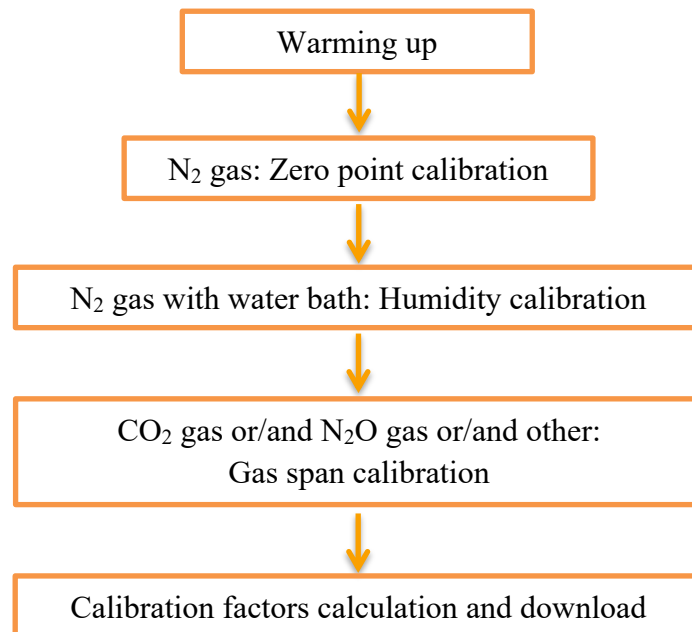 Warming up
N₂ gas: Zero point calibration
N₂ gas with water bath: Humidity calibration
CO₂ gas or/and N₂O gas or/and other:
Gas span calibration
Calibration factors calculation and download